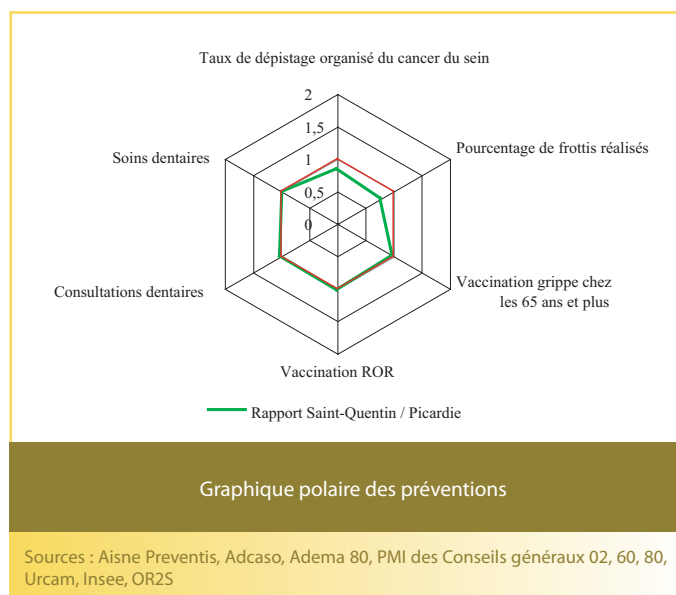 Taux de dépistage organisé du cancer du sein
2
1,5
1
0,5
0
Pourcentage de frottis réalisés
Soins dentaires
Consultations dentaires
Vaccination grippe chez
les 65 ans et plus
Vaccination ROR
Rapport Saint-Quentin / Picardie
Graphique polaire des préventions
Sources : Aisne Preventis, Adcaso, Adema 80, PMI des Conseils généraux 02, 60, 80,
Urcam, Insee, OR2S